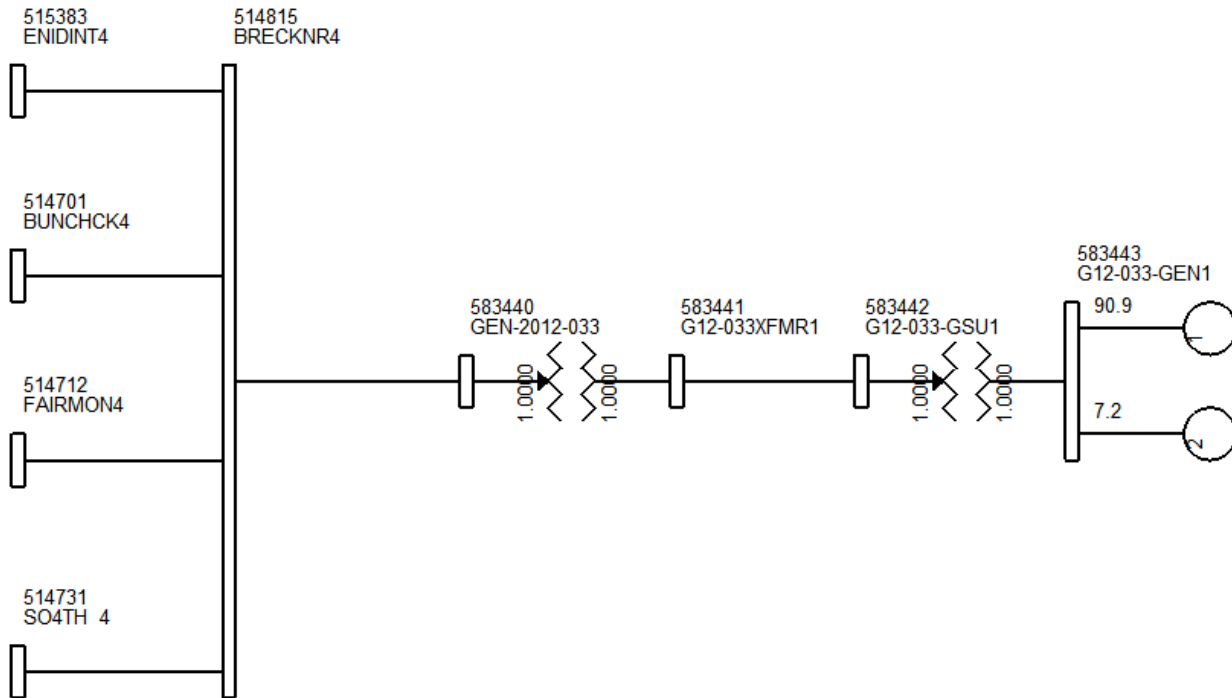 515383
ENIDINT4
514815
BRECKNR4
514701
BUNCHCK4
583443
G12-033-GEN1
90.9
1
583440
GEN-2012-033
583441
G12-033XFMR1
583442
G12-033-GSU1
1.0000
1.0000
1.0000
1.0000
514712
FAIRMON4
7.2
2
514731
SO4TH 4